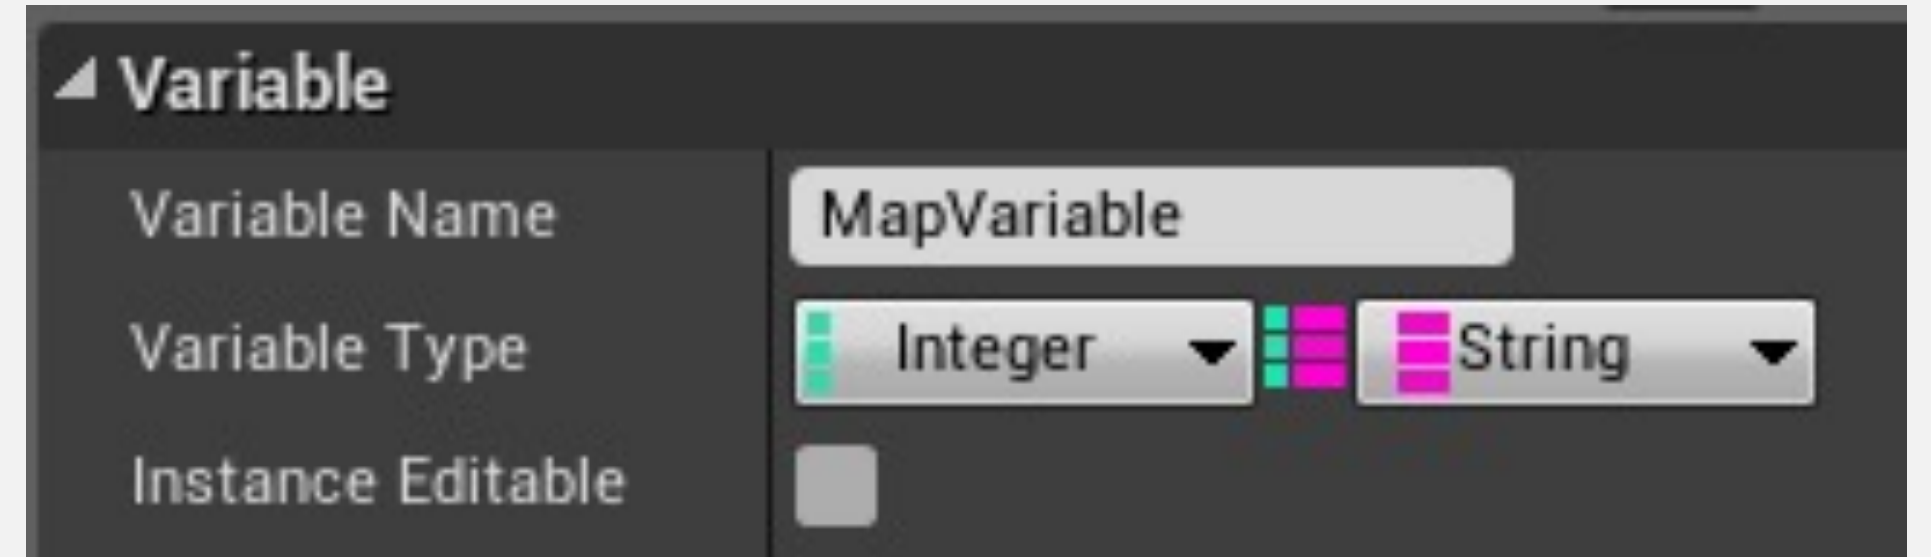 Variable
Variable Name MapVariable
Variable Type Integer String
Instance Editable